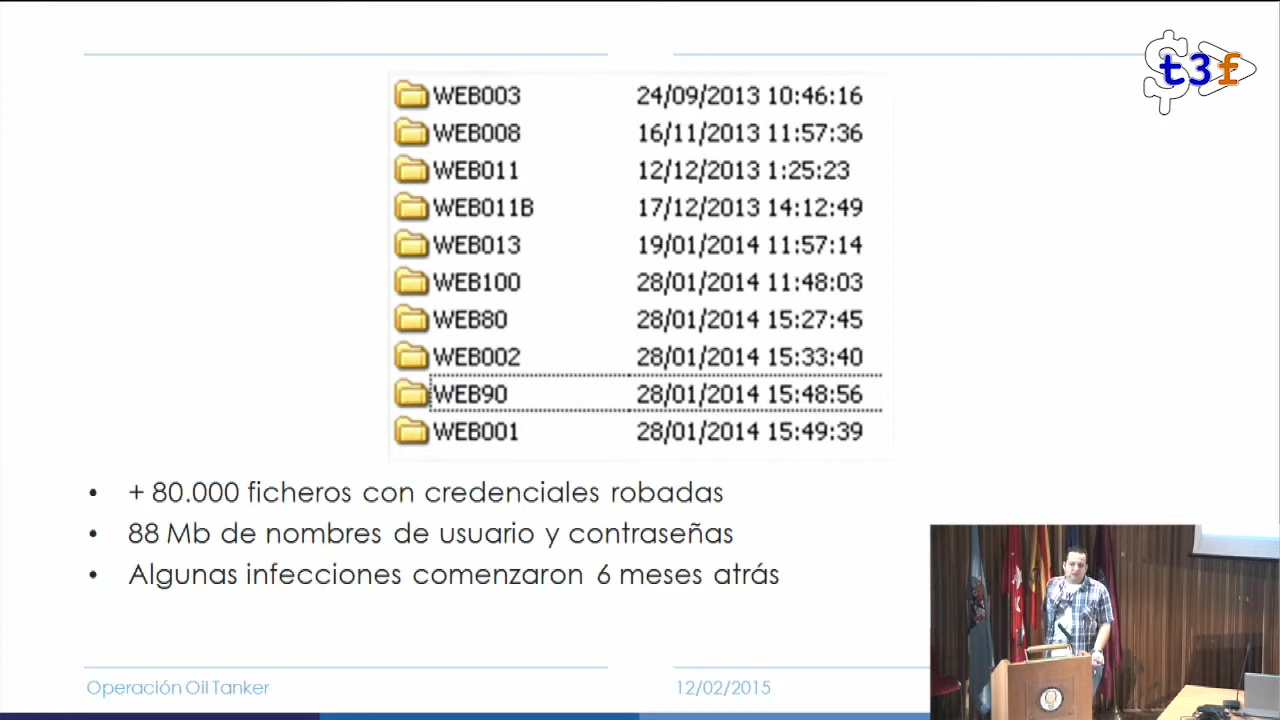 t3f
WEB003 24/09/2013 10:46:16
WEB008 16/11/2013 11:57:36
WEB011 12/12/2013 1:25:23
WEB011B 17/12/2013 14:12:49
WEB013 19/01/2014 11:57:14
WEB100 28/01/2014 11:48:03
WEB80 28/01/2014 15:27:45
WEB002 28/01/2014 15:33:40
WEB90 28/01/2014 15:48:56
WEB001 28/01/2014 15:49:39
• + 80.000 ficheros con credenciales robadas
• 88 Mb de nombres de usuario y contraseñas
• Algunas infecciones comenzaron 6 meses atrás
Operación Oil Tanker 12/02/2015